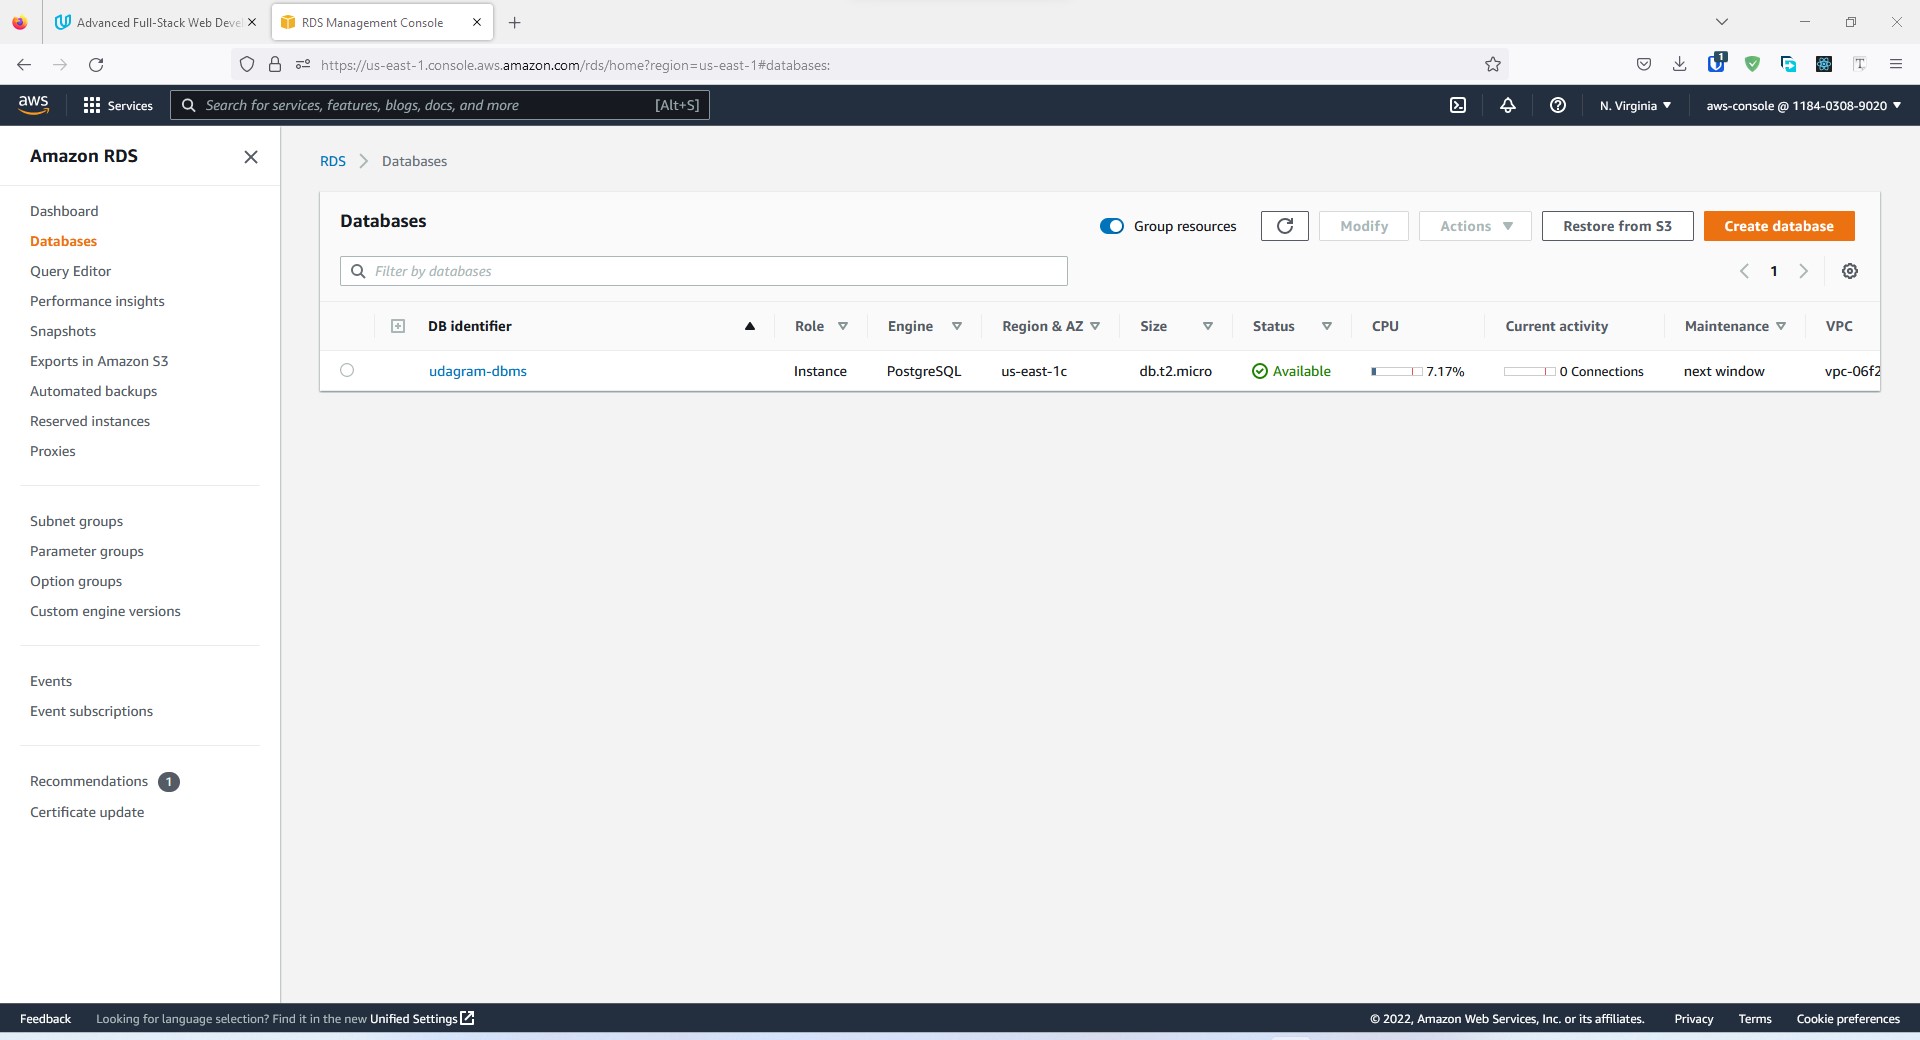 Advanced Full-Stack Web Deve
RDS Management Console
https://us-east-1.console.aws.amazon.com/rds/home?region=us-east-1#databases:
1
aws
Services
Search for services, features, blogs, docs, and more
[Alt+S]
N. Virginia
aws-console @ 1184-0308-9020
Amazon RDS
Dashboard
Databases
Query Editor
Performance insights
Snapshots
Exports in Amazon S3
Automated backups
Reserved instances
Proxies
Subnet groups
Parameter groups
Option groups
Custom engine versions
Events
Event subscriptions
Recommendations 1
Certificate update
RDS > Databases
Databases
Group resources
Modify
Actions
Restore from S3
Create database
Filter by databases
1
DB identifier Role Engine Region & AZ Size Status CPU Current activity Maintenance VPC
udagram-dbms Instance PostgreSQL us-east-1c db.t2.micro Available 7.17% 0 Connections next window vpc-06f2
Feedback Looking for language selection? Find it in the new Unified Settings
© 2022, Amazon Web Services, Inc. or its affiliates. Privacy Terms Cookie preferences